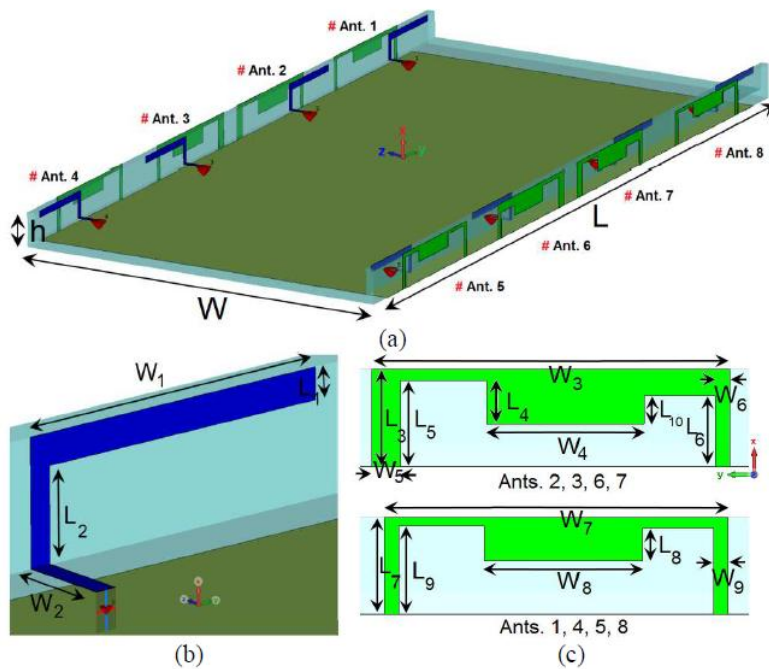 # Ant. 1
# Ant. 2
# Ant. 3
# Ant. 4
# Ant. 8
# Ant. 7
# Ant. 6
# Ant. 5
x
z
y
h
W
L
(a)
W1
L1
L2
W2
(b)
W3
W6
L3
L5
L4
L10
L6
W4
W5
x
y
Ants. 2, 3, 6, 7
W7
L7
L9
W8
L8
W9
Ants. 1, 4, 5, 8
(c)